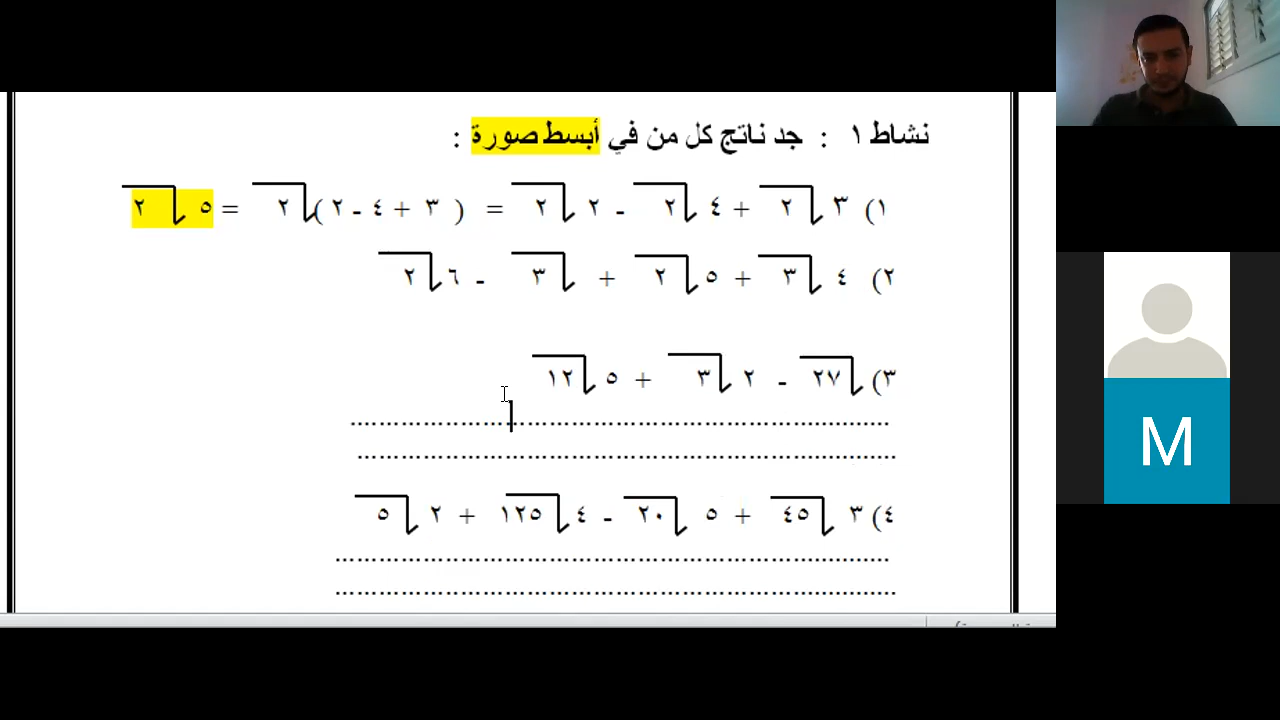 نشاط ١ : جد ناتج كل من في أبسط صورة :
١) ٣√٢ + ٤√٢ - ٢√٢ = ( ٣ + ٤ - ٢ )√٢ = ٥√٢
٢) ٤√٣ + ٥√٢ + √٣ - ٦√٢
٣) √٢٧ - ٢√٣ + ٥√١٢
٤) ٣√٤٥ + ٥√٢٠ - ٤√١٢٥ + ٢√٥
M